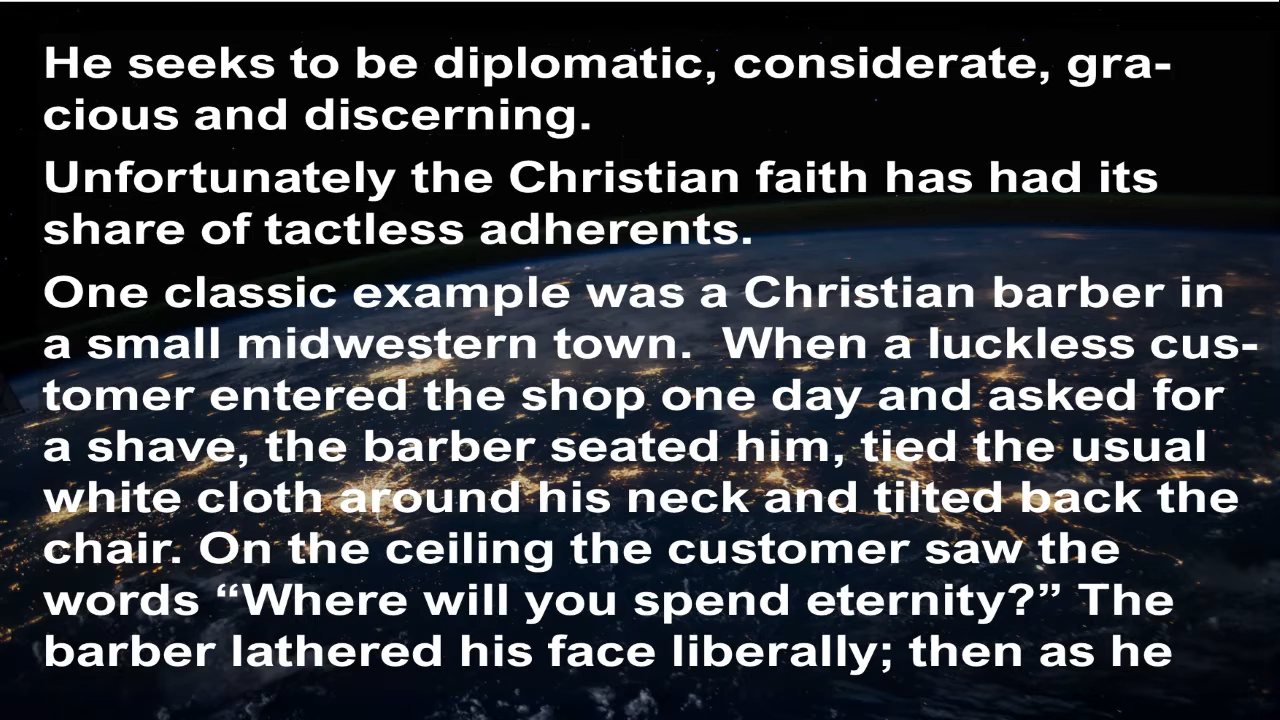 He seeks to be diplomatic, considerate, gra-
cious and discerning.
Unfortunately the Christian faith has had its
share of tactless adherents.
One classic example was a Christian barber in
a small midwestern town.  When a luckless cus-
tomer entered the shop one day and asked for
a shave, the barber seated him, tied the usual
white cloth around his neck and tilted back the
chair. On the ceiling the customer saw the
words “Where will you spend eternity?” The
barber lathered his face liberally; then as he